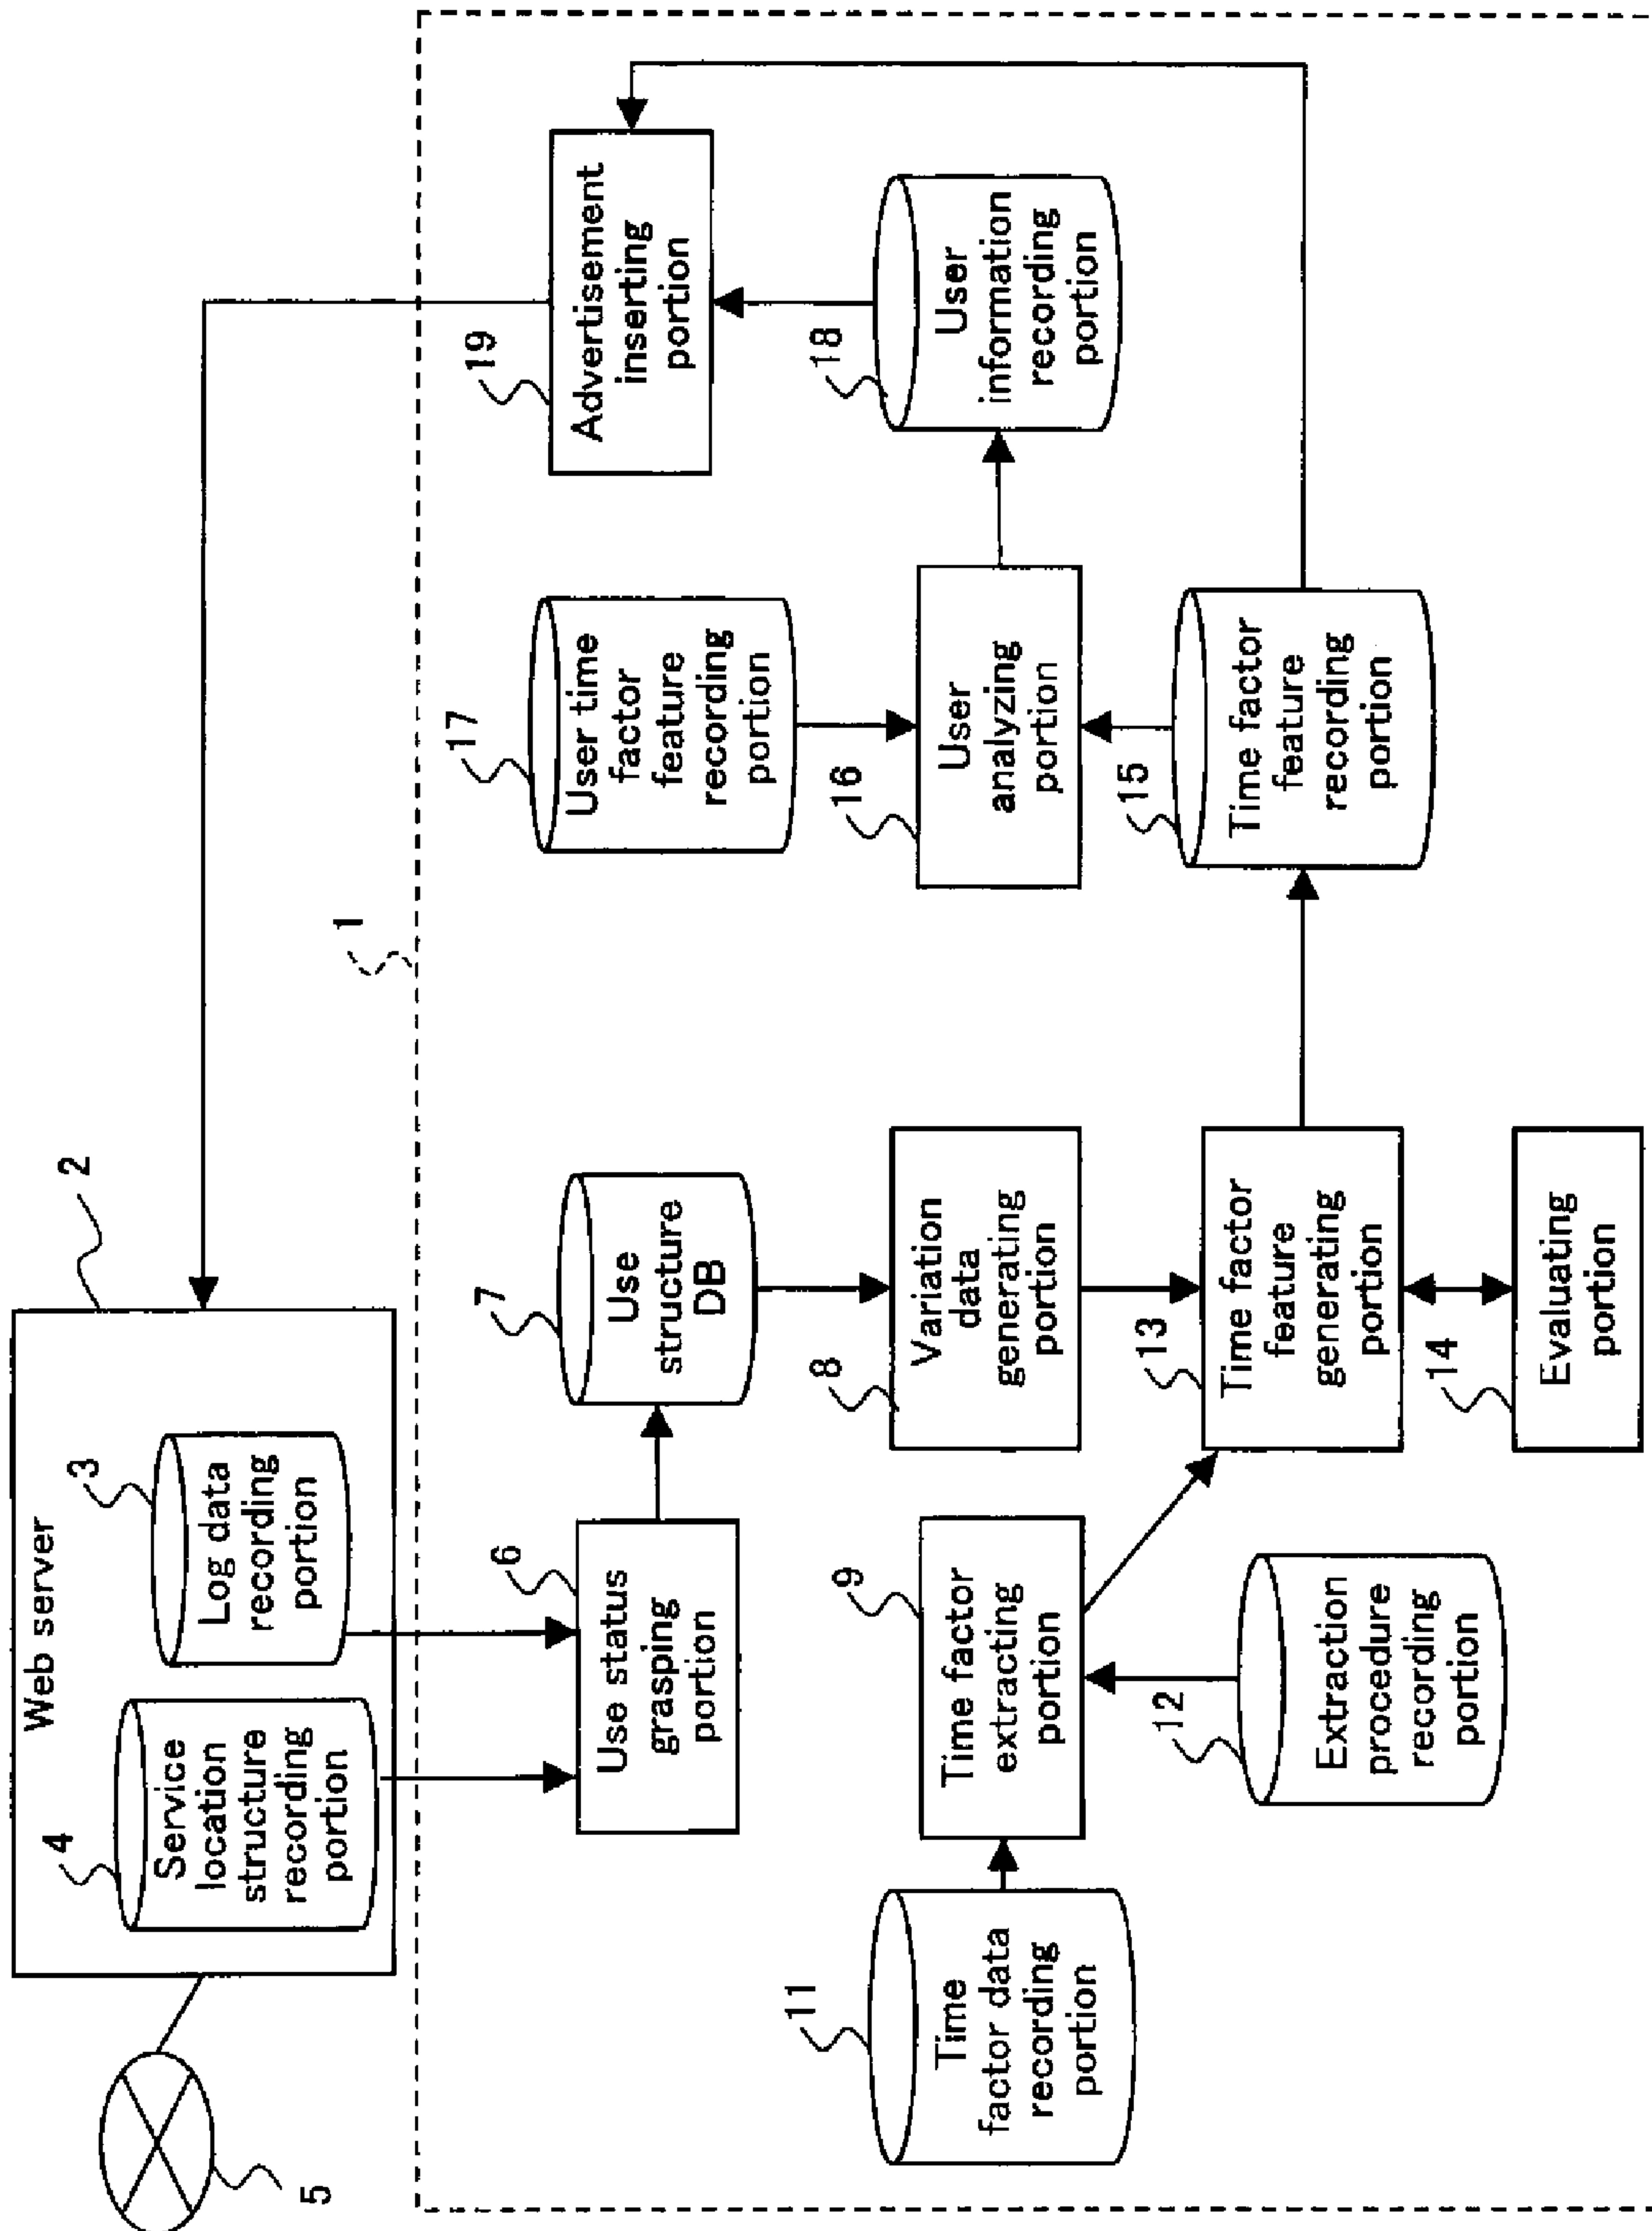 Web server
2
3
Log data
recording
portion
4
Service
location
structure
recording
portion
5
1
6
Use status
grasping
portion
7
Use
structure
DB
8
Variation
data
generating
portion
9
Time factor
extracting
portion
11
Time
factor data
recording
portion
12
Extraction
procedure
recording
portion
13
Time factor
feature
generating
portion
14
Evaluating
portion
15
Time factor
feature
recording
portion
16
User
analyzing
portion
17
User time
factor
feature
recording
portion
18
User
information
recording
portion
19
Advertisement
inserting
portion